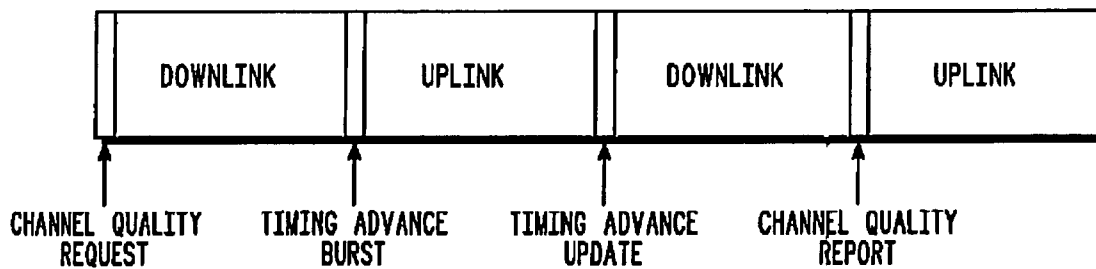 DOWNLINK UPLINK DOWNLINK UPLINK
CHANNEL QUALITY REQUEST
TIMING ADVANCE BURST
TIMING ADVANCE UPDATE
CHANNEL QUALITY REPORT